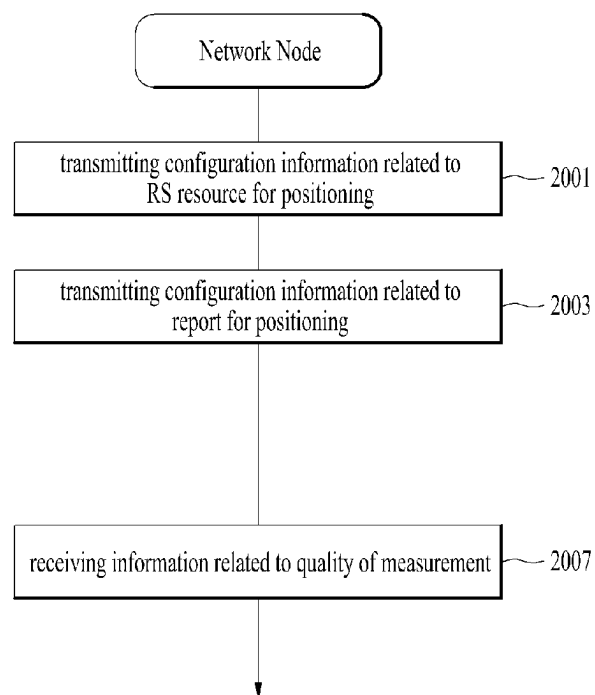 Network Node
transmitting configuration information related to
RS resource for positioning
2001
transmitting configuration information related to
report for positioning
2003
receiving information related to quality of measurement
2007